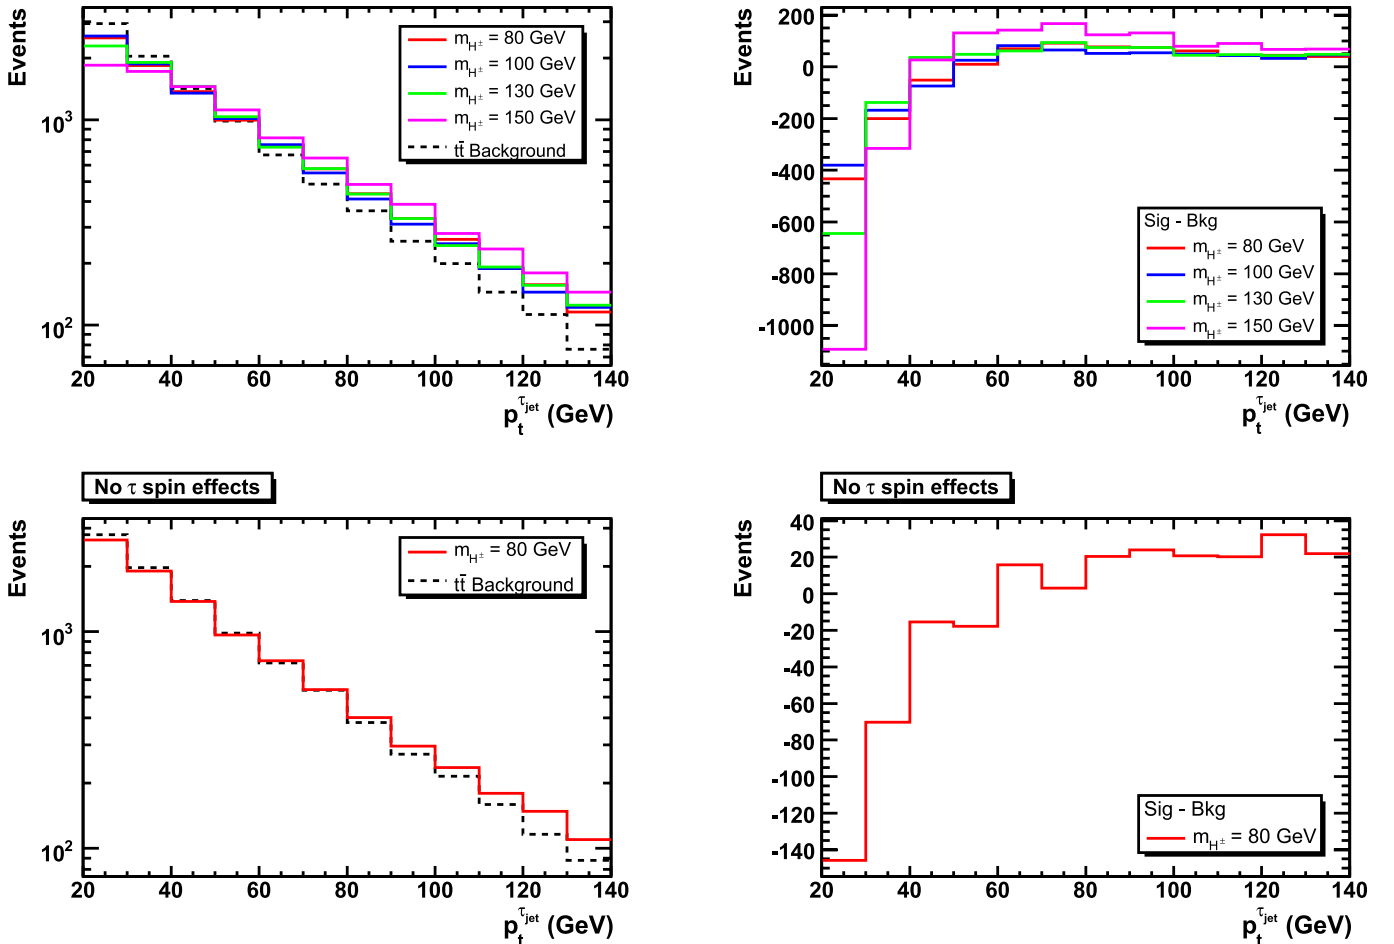 Events
10³
10²
20 40 60 80 100 120 140
p_t^τjet (GeV)
m_H± = 80 GeV
m_H± = 100 GeV
m_H± = 130 GeV
m_H± = 150 GeV
tt̄ Background
Events
200
0
-200
-400
-600
-800
-1000
20 40 60 80 100 120 140
p_t^τjet (GeV)
Sig - Bkg
m_H± = 80 GeV
m_H± = 100 GeV
m_H± = 130 GeV
m_H± = 150 GeV
No τ spin effects
Events
10³
10²
20 40 60 80 100 120 140
p_t^τjet (GeV)
m_H± = 80 GeV
tt̄ Background
No τ spin effects
Events
40
20
0
-20
-40
-60
-80
-100
-120
-140
20 40 60 80 100 120 140
p_t^τjet (GeV)
Sig - Bkg
m_H± = 80 GeV